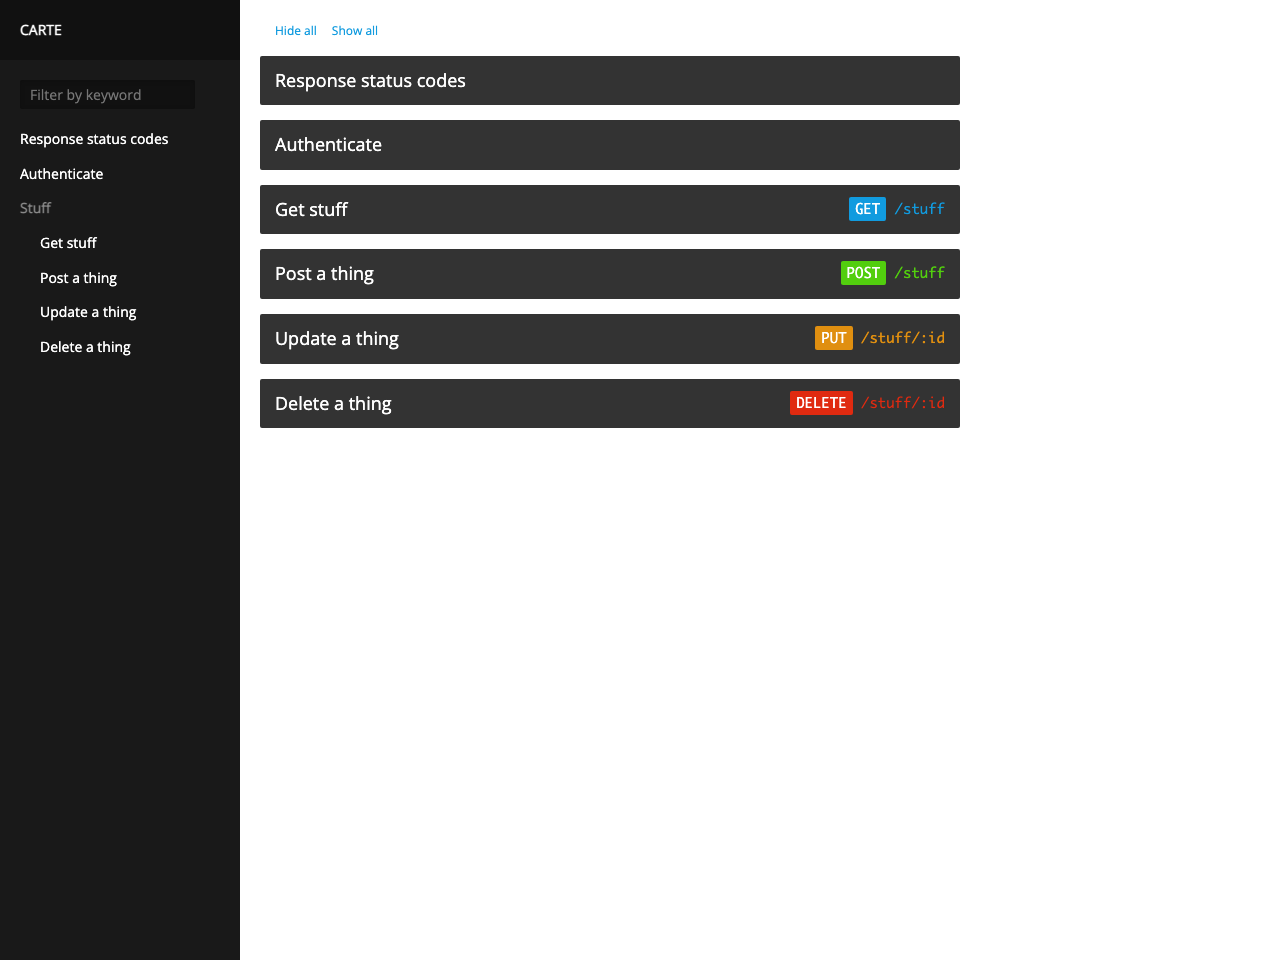 CARTE
Filter by keyword
Response status codes
Authenticate
Stuff
Get stuff
Post a thing
Update a thing
Delete a thing
Hide all Show all
Response status codes
Authenticate
Get stuff GET /stuff
Post a thing POST /stuff
Update a thing PUT /stuff/:id
Delete a thing DELETE /stuff/:id